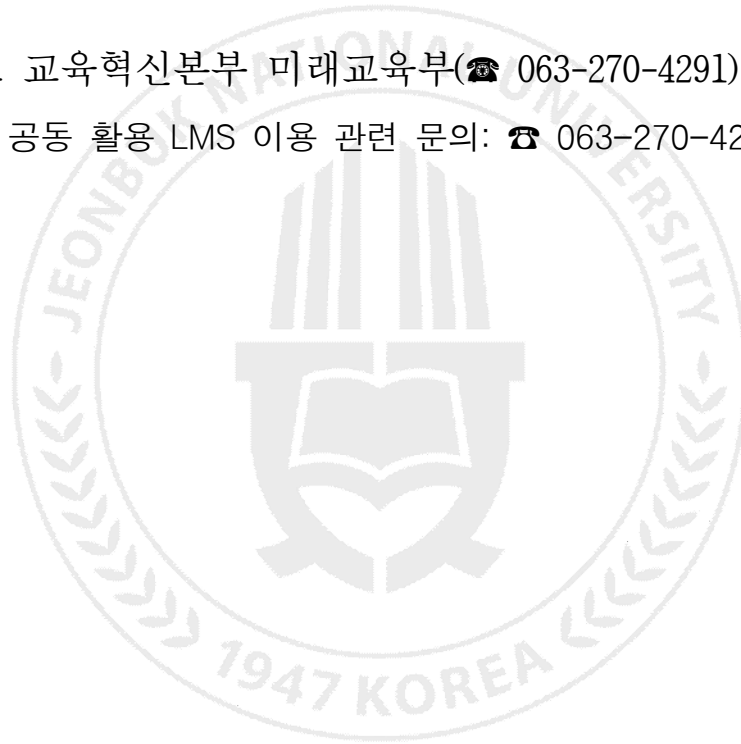 교육혁신본부 미래교육부(☎ 063-270-4291)
공동 활용 LMS 이용 관련 문의: ☎ 063-270-42
JEONBUK NATIONAL UNIVERSITY
1947 KOREA